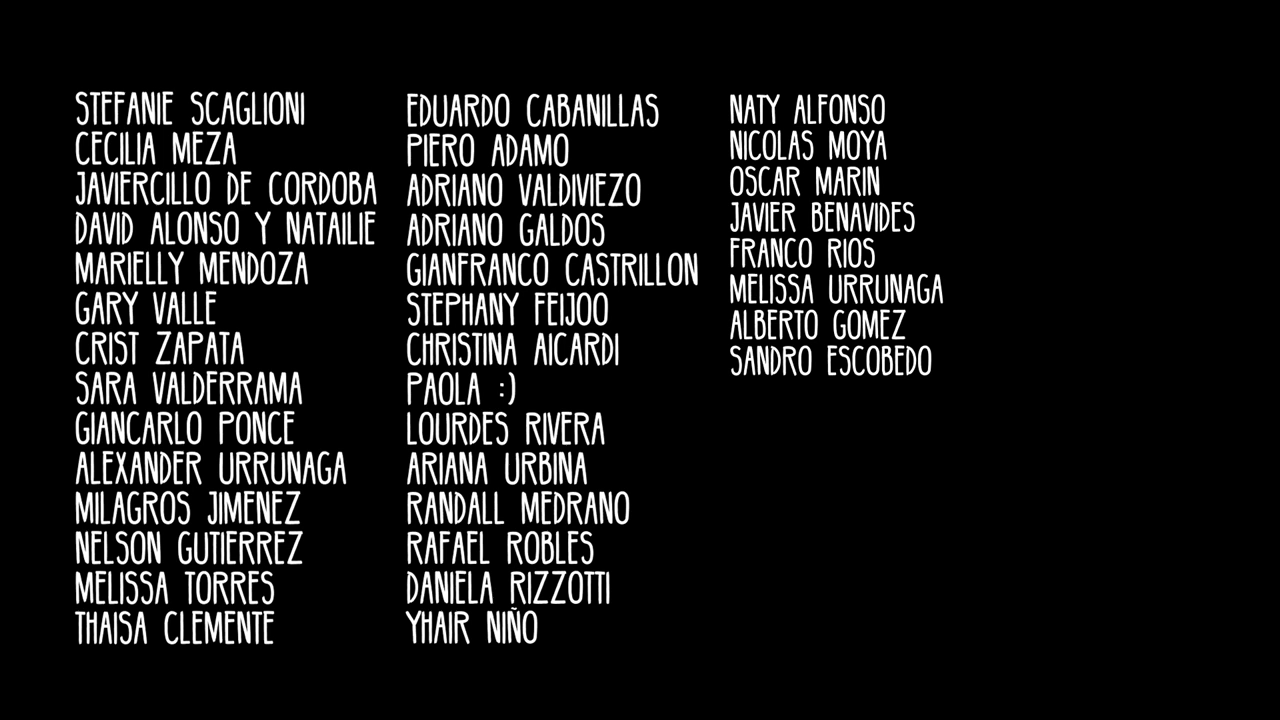 STEFANIE SCAGLIONI
CECILIA MEZA
JAVIERCILLO DE CORDOBA
DAVID ALONSO Y NATAILIE
MARIELLY MENDOZA
GARY VALLE
CRIST ZAPATA
SARA VALDERRAMA
GIANCARLO PONCE
ALEXANDER URRUNAGA
MILAGROS JIMENEZ
NELSON GUTIERREZ
MELISSA TORRES
THAISA CLEMENTE
EDUARDO CABANILLAS
PIERO ADAMO
ADRIANO VALDIVIEZO
ADRIANO GALDOS
GIANFRANCO CASTRILLON
STEPHANY FEIJOO
CHRISTINA AICARDI
PAOLA :)
LOURDES RIVERA
ARIANA URBINA
RANDALL MEDRANO
RAFAEL ROBLES
DANIELA RIZZOTTI
YHAIR NIÑO
NATY ALFONSO
NICOLAS MOYA
OSCAR MARIN
JAVIER BENAVIDES
FRANCO RIOS
MELISSA URRUNAGA
ALBERTO GOMEZ
SANDRO ESCOBEDO